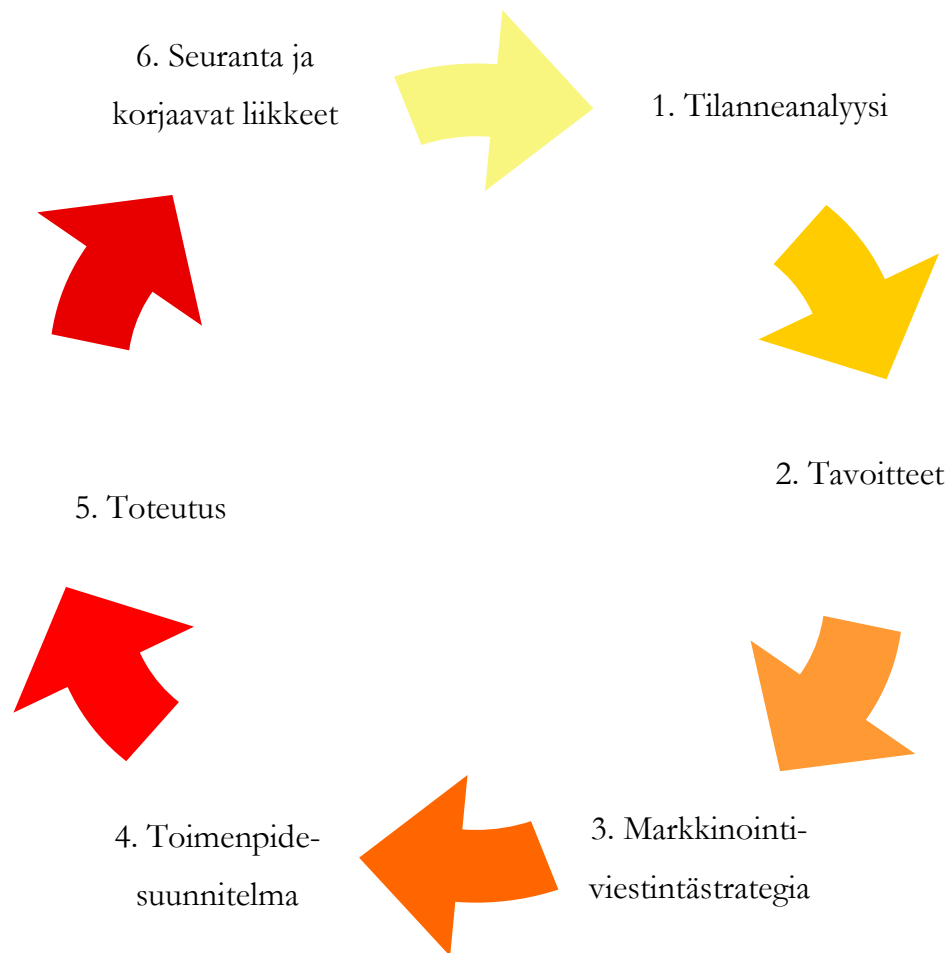 1. Tilanneanalyysi
2. Tavoitteet
3. Markkinointi-
viestintästrategia
4. Toimenpide-
suunnitelma
5. Toteutus
6. Seuranta ja
korjaavat liikkeet